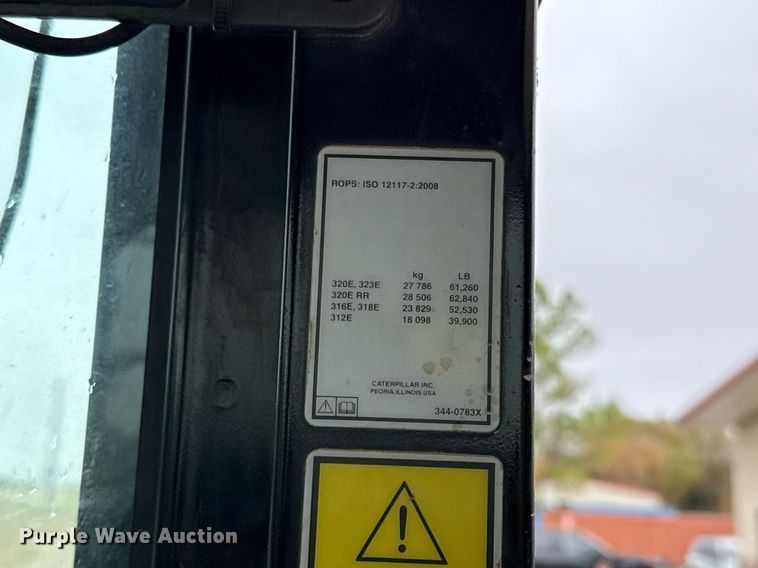 ROPS: ISO 12117-2:2008
kg LB
320E, 323E 27 786 61,260
320E RR 28 506 62,840
316E, 318E 23 829 52,530
312E 18 098 39,900
CATERPILLAR INC.
PEORIA, ILLINOIS, USA
344-0783X
Purple Wave Auction®